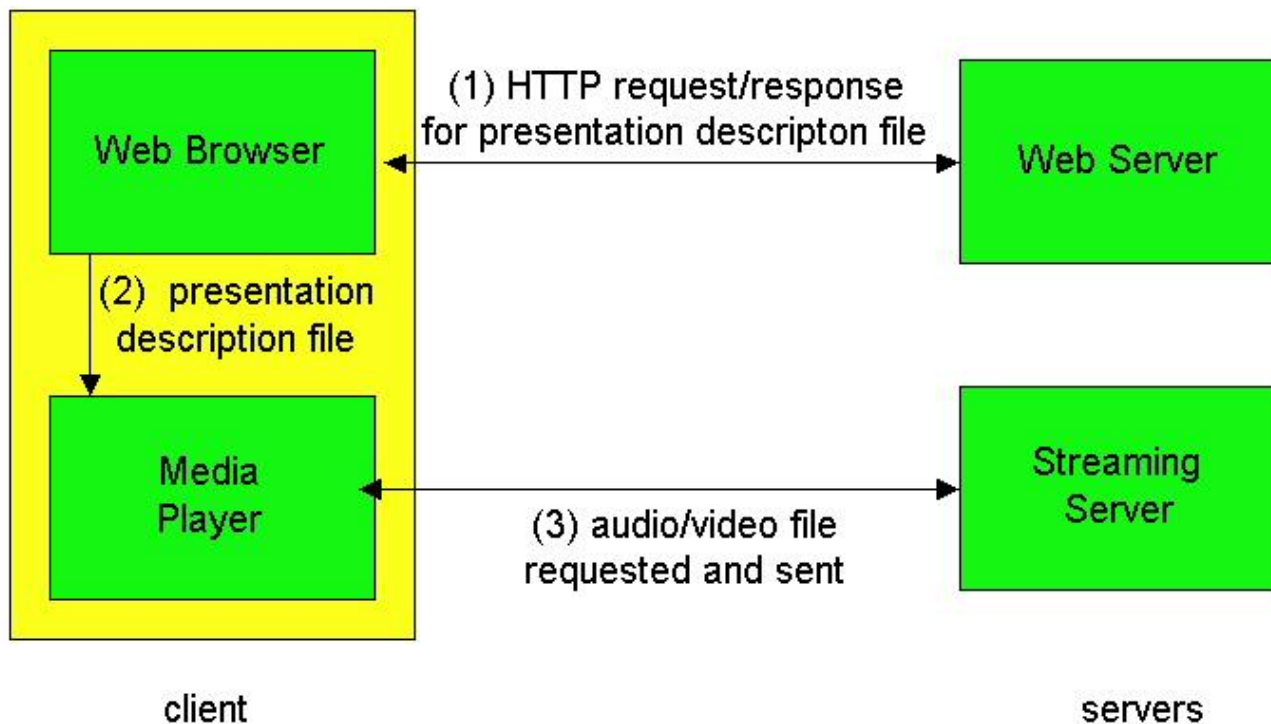 Web Browser
(1) HTTP request/response
for presentation descripton file
Web Server
(2) presentation
description file
Media
Player
(3) audio/video file
requested and sent
Streaming
Server
client
servers